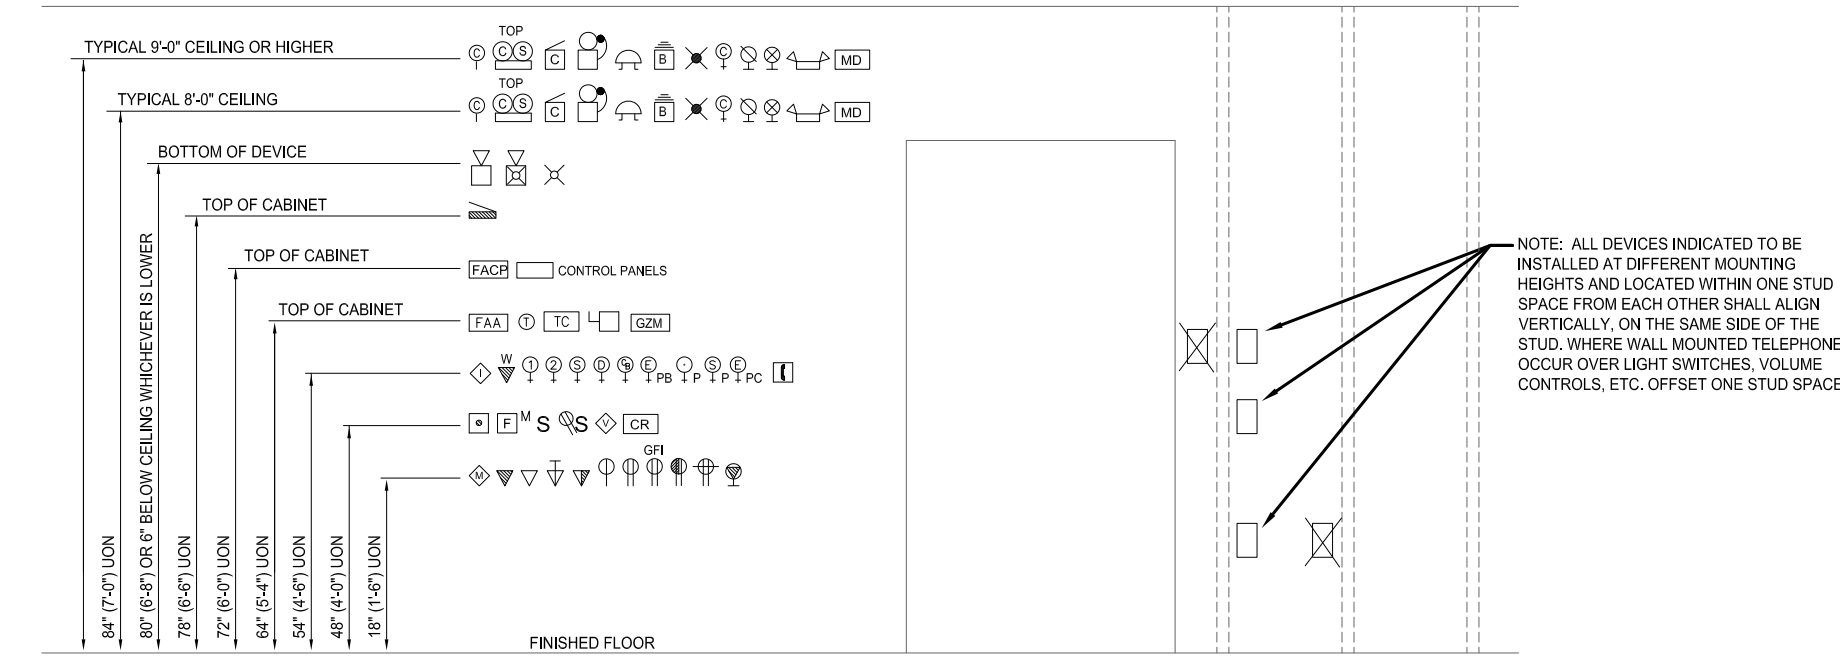 TOP
TYPICAL 9'-0" CEILING OR HIGHER
C C S C B C MD
TOP
TYPICAL 8'-0" CEILING
C C S C B C MD
BOTTOM OF DEVICE
TOP OF CABINET
TOP OF CABINET
FACP CONTROL PANELS
TOP OF CABINET
FAA T TC GZM
W
I 1 2 S D CB E PB P S P E PC
F M S S V CR
GFI
M
84" (7'-0") UON
80" (6'-8") OR 6" BELOW CEILING WHICHEVER IS LOWER
78" (6'-6") UON
72" (6'-0") UON
64" (5'-4") UON
54" (4'-6") UON
48" (4'-0") UON
18" (1'-6") UON
FINISHED FLOOR
NOTE: ALL DEVICES INDICATED TO BE
INSTALLED AT DIFFERENT MOUNTING
HEIGHTS AND LOCATED WITHIN ONE STUD
SPACE FROM EACH OTHER SHALL ALIGN
VERTICALLY, ON THE SAME SIDE OF THE
STUD. WHERE WALL MOUNTED TELEPHONE
OCCUR OVER LIGHT SWITCHES, VOLUME
CONTROLS, ETC. OFFSET ONE STUD SPACE